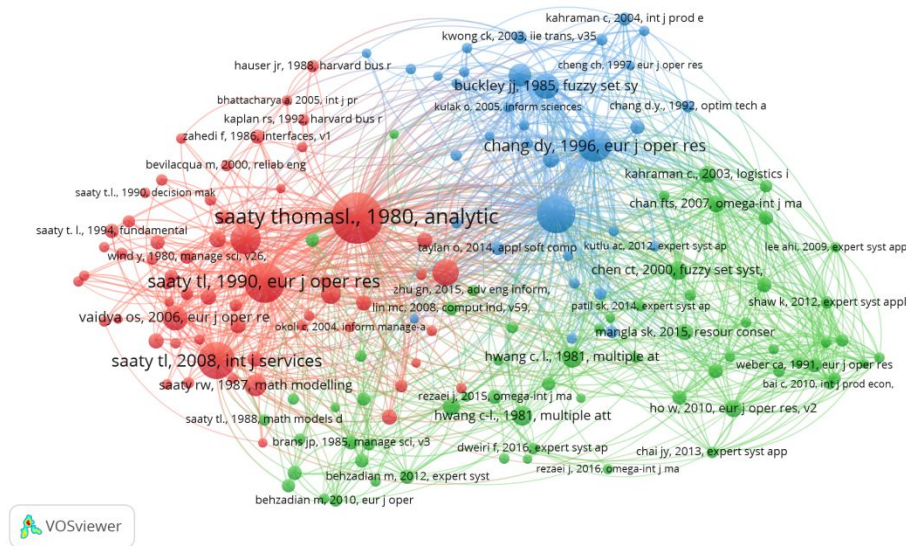 kahraman c, 2004, int j prod e
kwong ck, 2003, iie trans, v35
hauser jr, 1988, harvard bus r
cheng ch, 1997, eur j oper res
buckley jj, 1985, fuzzy set sy
bhattacharya a, 2005, int j pr
kulak o, 2005, inform sciences
chang d.y., 1992, optim tech a
kaplan rs, 1992, harvard bus r
zahedi f, 1986, interfaces, v1
chang dy, 1996, eur j oper res
bevilacqua m, 2000, reliab eng
kahraman c., 2003, logistics i
saaty t.l., 1990, decision mak
chan fts, 2007, omega-int j ma
saaty thomasl., 1980, analytic
saaty t. l., 1994, fundamental
taylan o, 2014, appl soft comp
kutlu ac, 2012, expert syst ap
lee ahi, 2009, expert syst app
wind y, 1980, manage sci, v26,
chen ct, 2000, fuzzy set syst,
saaty tl, 1990, eur j oper res
zhu gn, 2015, adv eng inform,
shaw k, 2012, expert syst appl
lin mc, 2008, comput ind, v59,
patil sk, 2014, expert syst ap
vaidya os, 2006, eur j oper re
okoli c, 2004, inform manage-a
mangla sk, 2015, resour conser
saaty tl, 2008, int j services
hwang c. l., 1981, multiple at
weber ca, 1991, eur j oper res
bai c, 2010, int j prod econ,
saaty rw, 1987, math modelling
rezaei j, 2015, omega-int j ma
ho w, 2010, eur j oper res, v2
hwang c-l., 1981, multiple att
saaty tl., 1988, math models d
brans jp, 1985, manage sci, v3
dweiri f, 2016, expert syst ap
chai jy, 2013, expert syst app
rezaei j, 2016, omega-int j ma
behzadian m, 2012, expert syst
behzadian m, 2010, eur j oper
VOSviewer